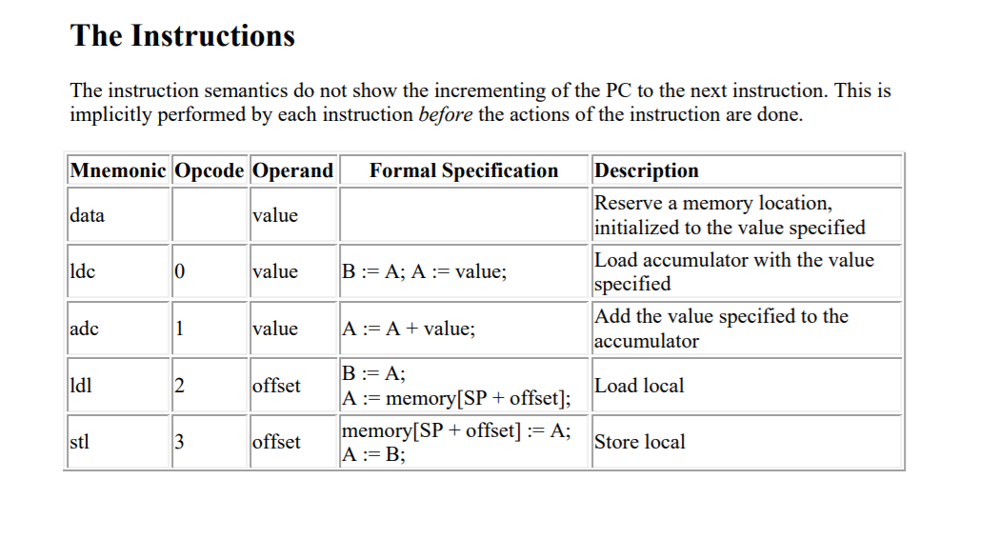 The Instructions
The instruction semantics do not show the incrementing of the PC to the next instruction. This is
implicitly performed by each instruction before the actions of the instruction are done.
Mnemonic Opcode Operand Formal Specification Description
data value Reserve a memory location,
initialized to the value specified
ldc 0 value B := A; A := value; Load accumulator with the value
specified
adc 1 value A := A + value; Add the value specified to the
accumulator
ldl 2 offset B := A;
A := memory[SP + offset]; Load local
stl 3 offset memory[SP + offset] := A;
A := B; Store local